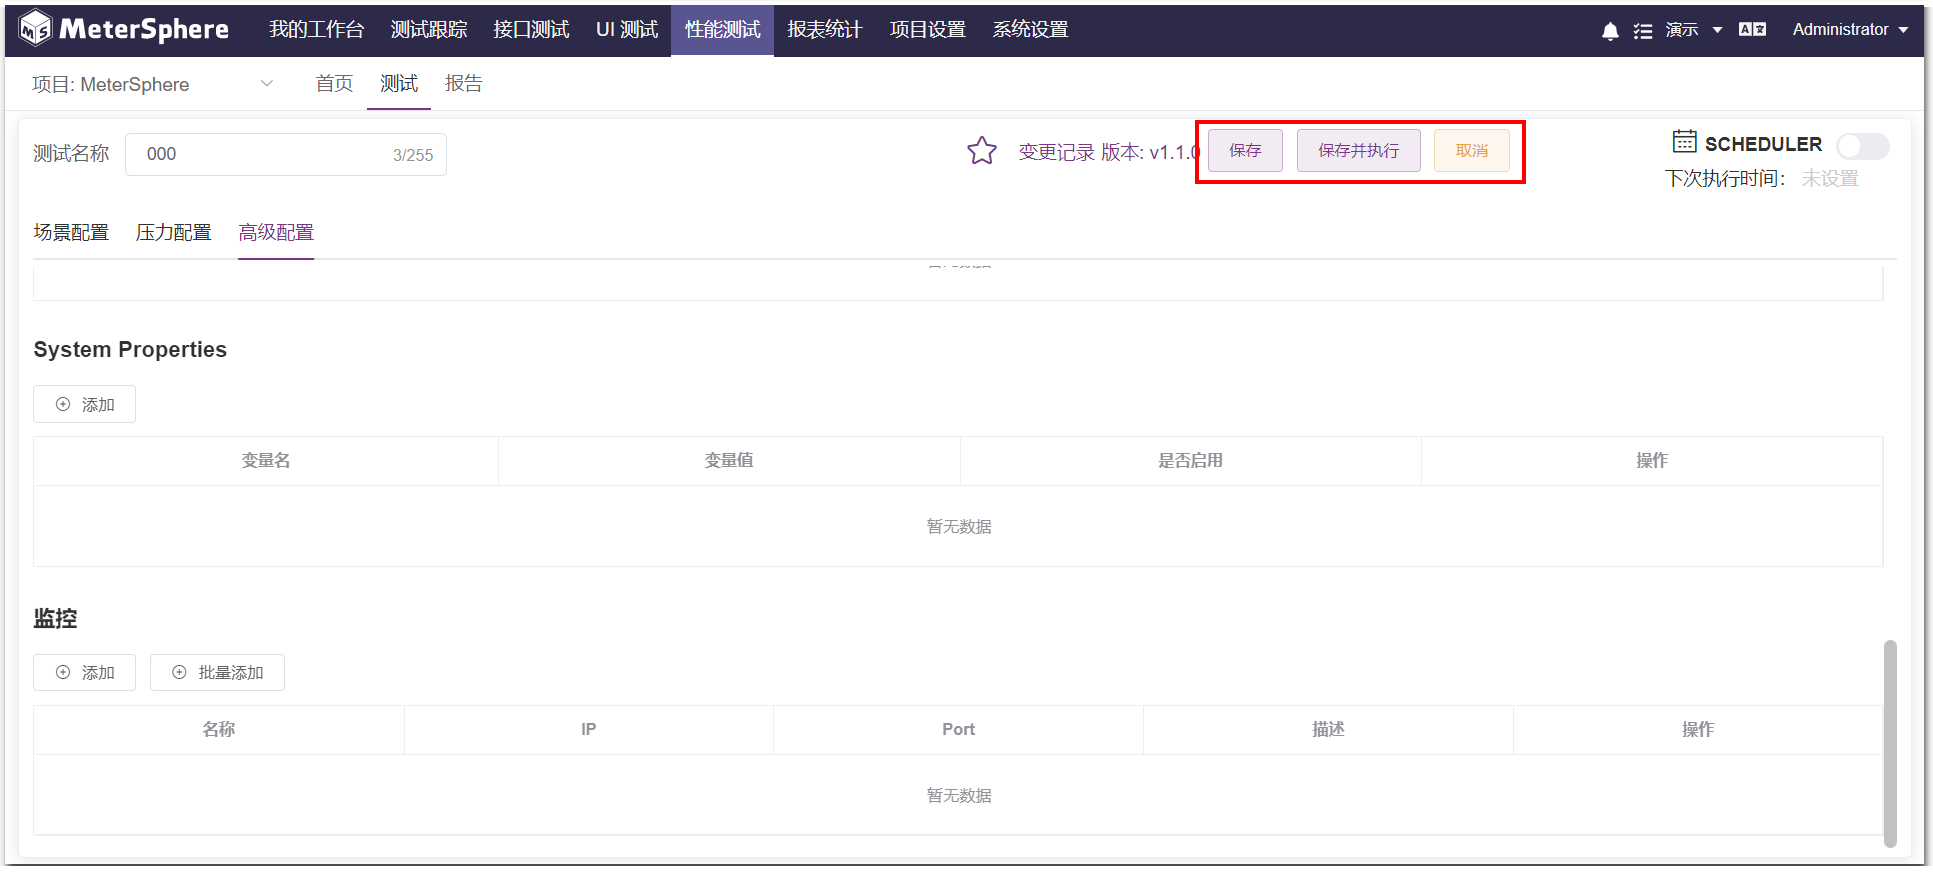 MeterSphere 我的工作台 测试跟踪 接口测试 UI 测试 性能测试 报表统计 项目设置 系统设置 演示 Administrator
项目: MeterSphere 首页 测试 报告
测试名称 000 3/255 变更记录 版本: v1.1.0 保存 保存并执行 取消 SCHEDULER
下次执行时间: 未设置
场景配置 压力配置 高级配置
System Properties
添加
变量名 变量值 是否启用 操作
暂无数据
监控
添加 批量添加
名称 IP Port 描述 操作
暂无数据